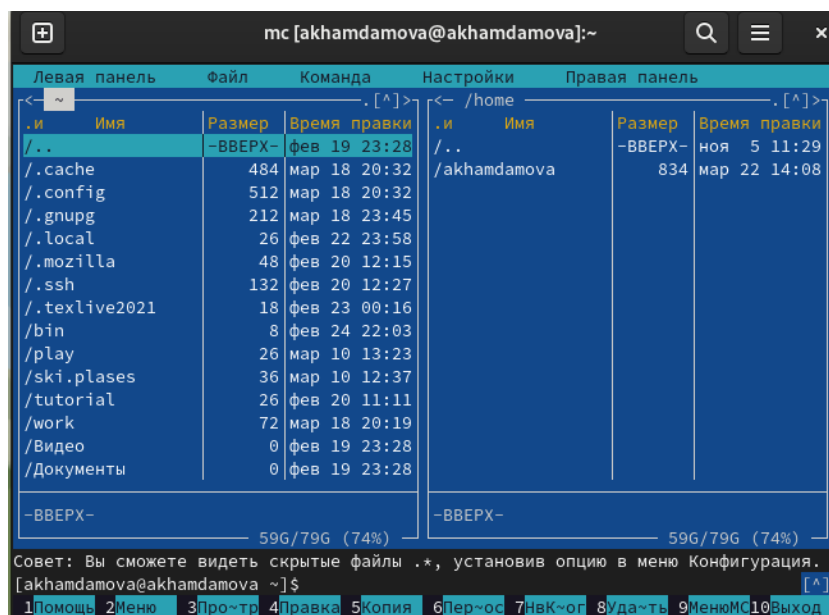 mc [akhamdamova@akhamdamova]:~
Левая панель Файл Команда Настройки Правая панель
<— ~ .[^]> <— /home .[^]>
.и Имя Размер Время правки .и Имя Размер Время правки
/.. -ВВЕРХ- фев 19 23:28 /.. -ВВЕРХ- ноя 5 11:29
/.cache 484 мар 18 20:32 /akhamdamova 834 мар 22 14:08
/.config 512 мар 18 20:32
/.gnupg 212 мар 18 23:45
/.local 26 фев 22 23:58
/.mozilla 48 фев 20 12:15
/.ssh 132 фев 20 12:27
/.texlive2021 18 фев 23 00:16
/bin 8 фев 24 22:03
/play 26 мар 10 13:23
/ski.plases 36 мар 10 12:37
/tutorial 26 фев 20 11:11
/work 72 мар 18 20:19
/Видео 0 фев 19 23:28
/Документы 0 фев 19 23:28
-ВВЕРХ- -ВВЕРХ-
59G/79G (74%) 59G/79G (74%)
Совет: Вы сможете видеть скрытые файлы .*, установив опцию в меню Конфигурация.
[akhamdamova@akhamdamova ~]$ [^]
1Помощь 2Меню 3Про~тр 4Правка 5Копия 6Пер~ос 7НвК~ог 8Уда~ть 9МенюMC 10Выход